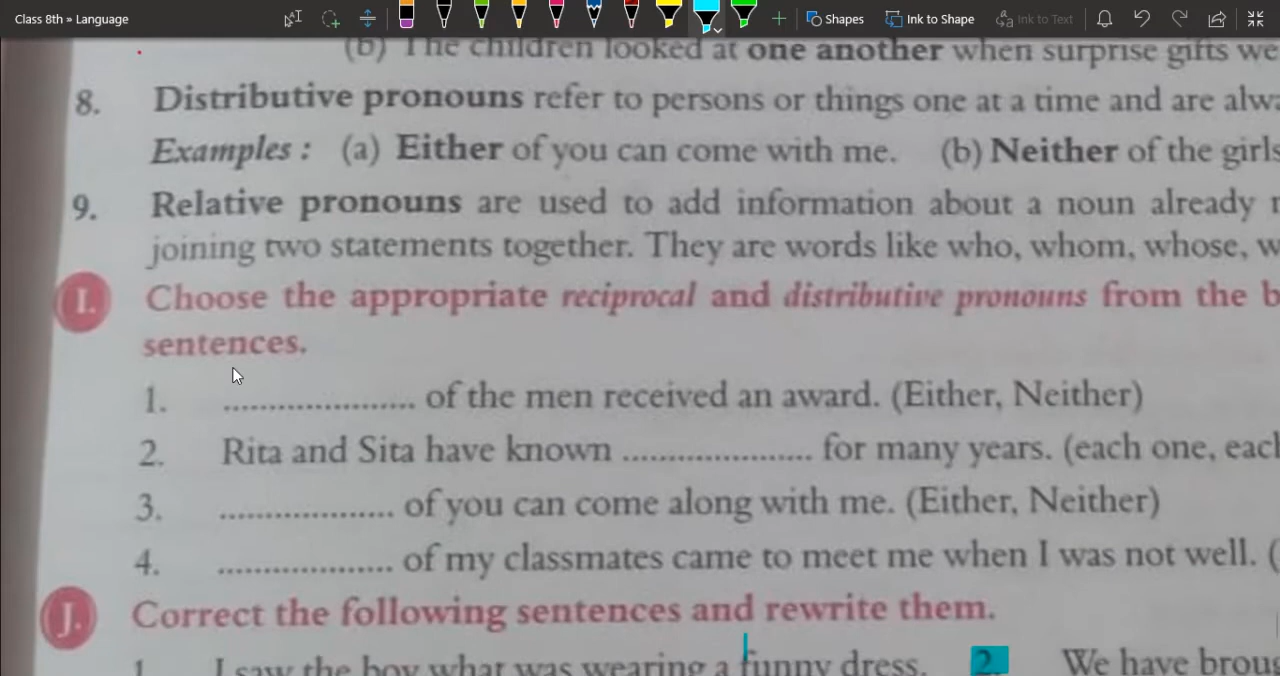 Class 8th » Language
Shapes
Ink to Shape
Ink to Text
(b) The children looked at one another when surprise gifts we
8. Distributive pronouns refer to persons or things one at a time and are
Examples : (a) Either of you can come with me. (b) Neither of the girls
9. Relative pronouns are used to add information about a noun already
joining two statements together. They are words like who, whom, whose,
I. Choose the appropriate reciprocal and distributive pronouns from the
sentences.
1. .................... of the men received an award. (Either, Neither)
2. Rita and Sita have known .................... for many years. (each one,
3. .................... of you can come along with me. (Either, Neither)
4. .................... of my classmates came to meet me when I was not well. (
J. Correct the following sentences and rewrite them.
1. I saw the boy what was wearing a funny dress. 2. We have